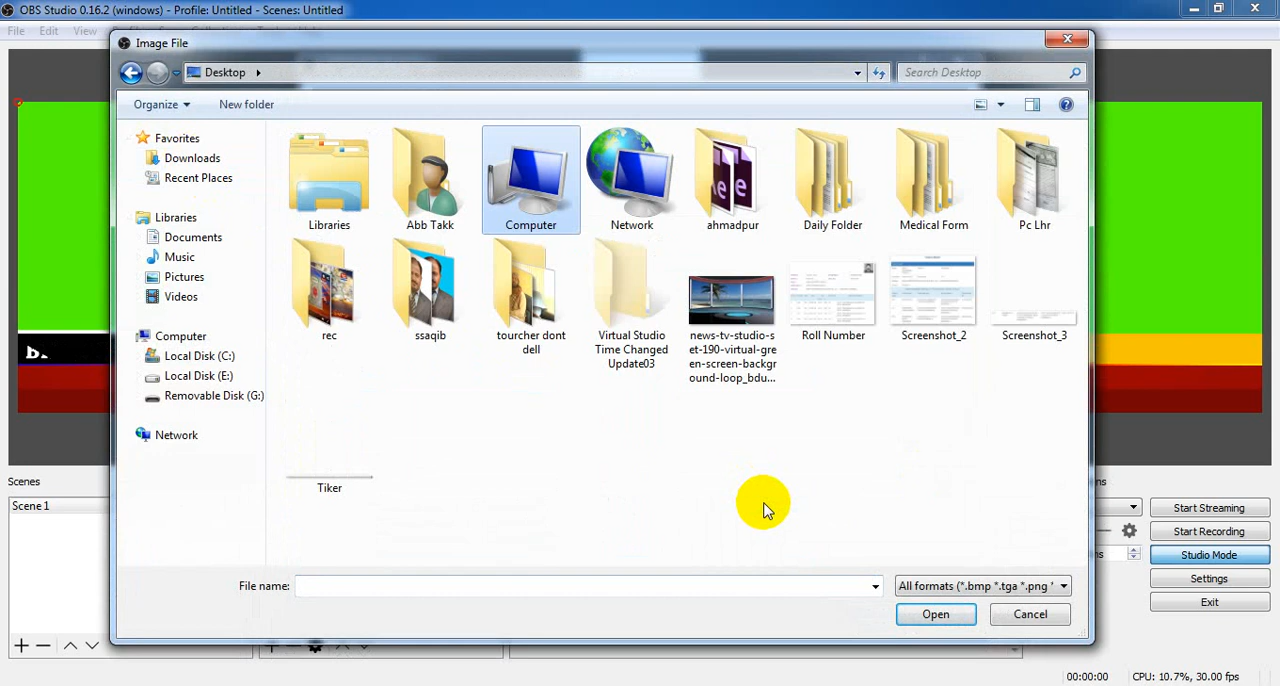 OBS Studio 0.16.2 (windows) - Profile: Untitled - Scenes: Untitled
File Edit View
Image File
Desktop
Search Desktop
Organize New folder
Favorites
Downloads
Recent Places
Libraries
Documents
Music
Pictures
Videos
Computer
Local Disk (C:)
Local Disk (E:)
Removable Disk (G:)
Network
Libraries Abb Takk Computer Network ahmadpur Daily Folder Medical Form Pc Lhr
rec ssaqib tourcher dont Virtual Studio news-tv-studio-s Roll Number Screenshot_2 Screenshot_3
dell Time Changed et-190-virtual-gre
Update03 en-screen-backgr
ound-loop_bdu...
Tiker
File name: All formats (*.bmp *.tga *.png '
Open Cancel
b.
Scenes
Scene 1
ns
ns
Start Streaming
Start Recording
Studio Mode
Settings
Exit
00:00:00 CPU: 10.7%, 30.00 fps